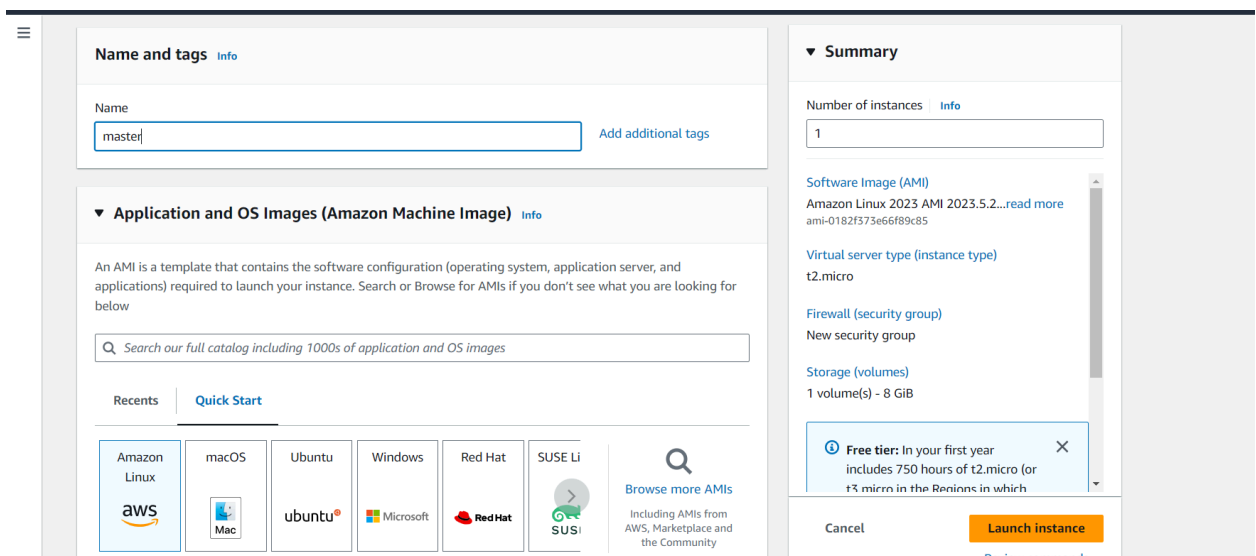 Name and tags Info
Name
master
Add additional tags
Application and OS Images (Amazon Machine Image) Info
An AMI is a template that contains the software configuration (operating system, application server, and
applications) required to launch your instance. Search or Browse for AMIs if you don't see what you are looking for
below
Search our full catalog including 1000s of application and OS images
Recents
Quick Start
Amazon
Linux
aws
macOS
Mac
Ubuntu
ubuntu®
Windows
Microsoft
Red Hat
Red Hat
SUSE Li
SUS
Browse more AMIs
Including AMIs from
AWS, Marketplace and
the Community
Summary
Number of instances Info
1
Software Image (AMI)
Amazon Linux 2023 AMI 2023.5.2...read more
ami-0182f373e66f89c85
Virtual server type (instance type)
t2.micro
Firewall (security group)
New security group
Storage (volumes)
1 volume(s) - 8 GiB
Free tier: In your first year
includes 750 hours of t2.micro (or
t3.micro in the Regions in which
Cancel
Launch instance